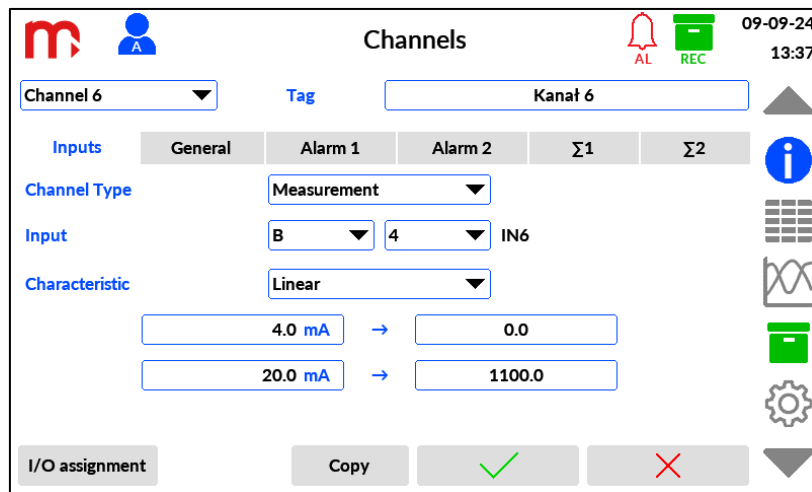 A
Channels
AL
REC
09-09-24
13:37
Channel 6
Tag
Kanał 6
Inputs
General
Alarm 1
Alarm 2
Σ1
Σ2
Channel Type
Measurement
Input
B
4
IN6
Characteristic
Linear
4.0 mA → 0.0
20.0 mA → 1100.0
I/O assignment
Copy